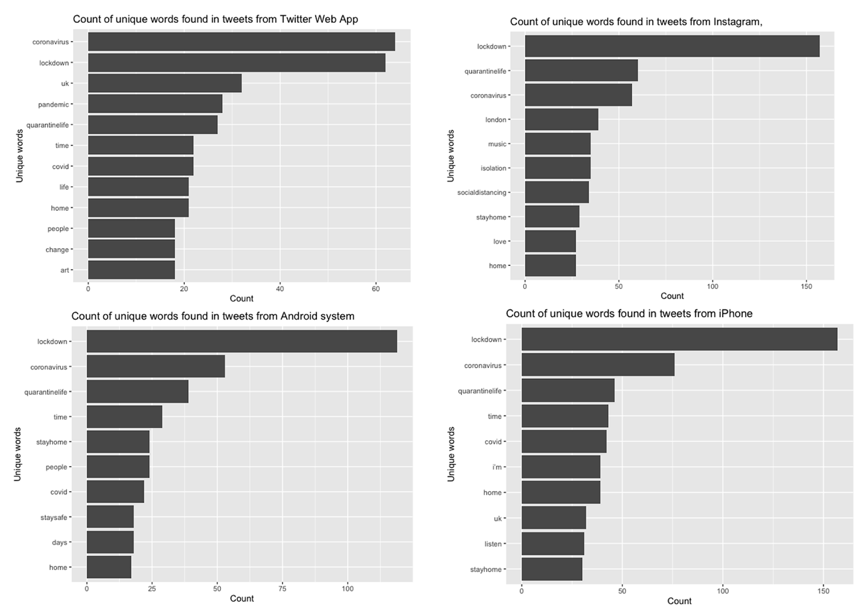 Count of unique words found in tweets from Twitter Web App
coronavirus
lockdown
uk
pandemic
quarantinelife
time
covid
life
home
people
change
art
Unique words
0 20 40 60
Count
Count of unique words found in tweets from Instagram,
lockdown
quarantinelife
coronavirus
london
music
isolation
socialdistancing
stayhome
love
home
Unique words
0 50 100 150
Count
Count of unique words found in tweets from Android system
lockdown
coronavirus
quarantinelife
time
stayhome
people
covid
staysafe
days
home
Unique words
0 25 50 75 100
Count
Count of unique words found in tweets from iPhone
lockdown
coronavirus
quarantinelife
time
covid
i'm
home
uk
listen
stayhome
Unique words
0 50 100 150
Count